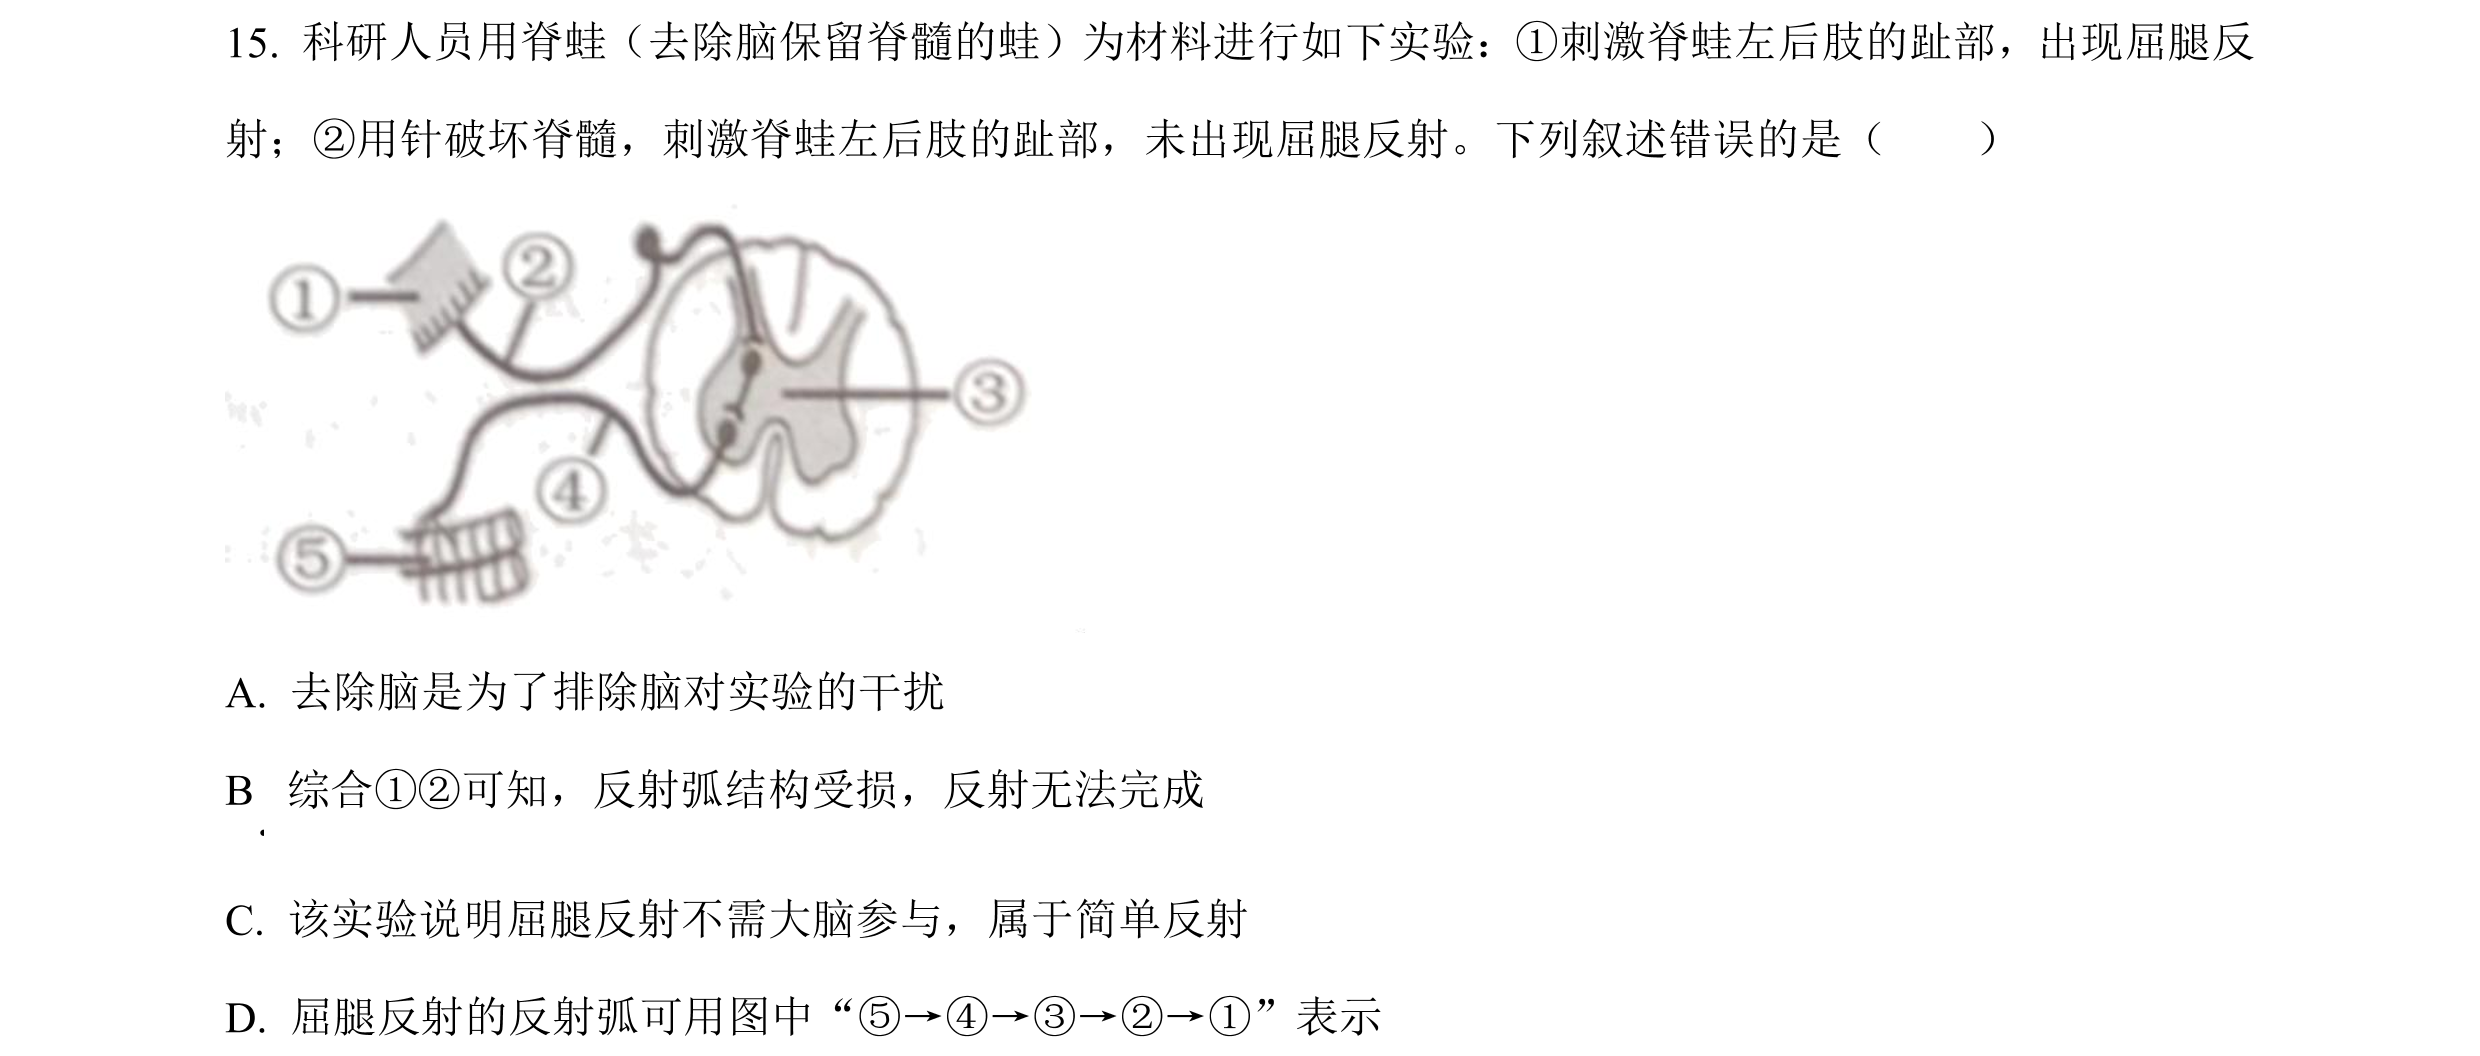 15. 科研人员用脊蛙（去除脑保留脊髓的蛙）为材料进行如下实验：①刺激脊蛙左后肢的趾部，出现屈腿反
射；②用针破坏脊髓，刺激脊蛙左后肢的趾部，未出现屈腿反射。下列叙述错误的是（　　）
①
②
③
④
⑤
A. 去除脑是为了排除脑对实验的干扰
B. 综合①②可知，反射弧结构受损，反射无法完成
C. 该实验说明屈腿反射不需大脑参与，属于简单反射
D. 屈腿反射的反射弧可用图中“⑤→④→③→②→①”表示